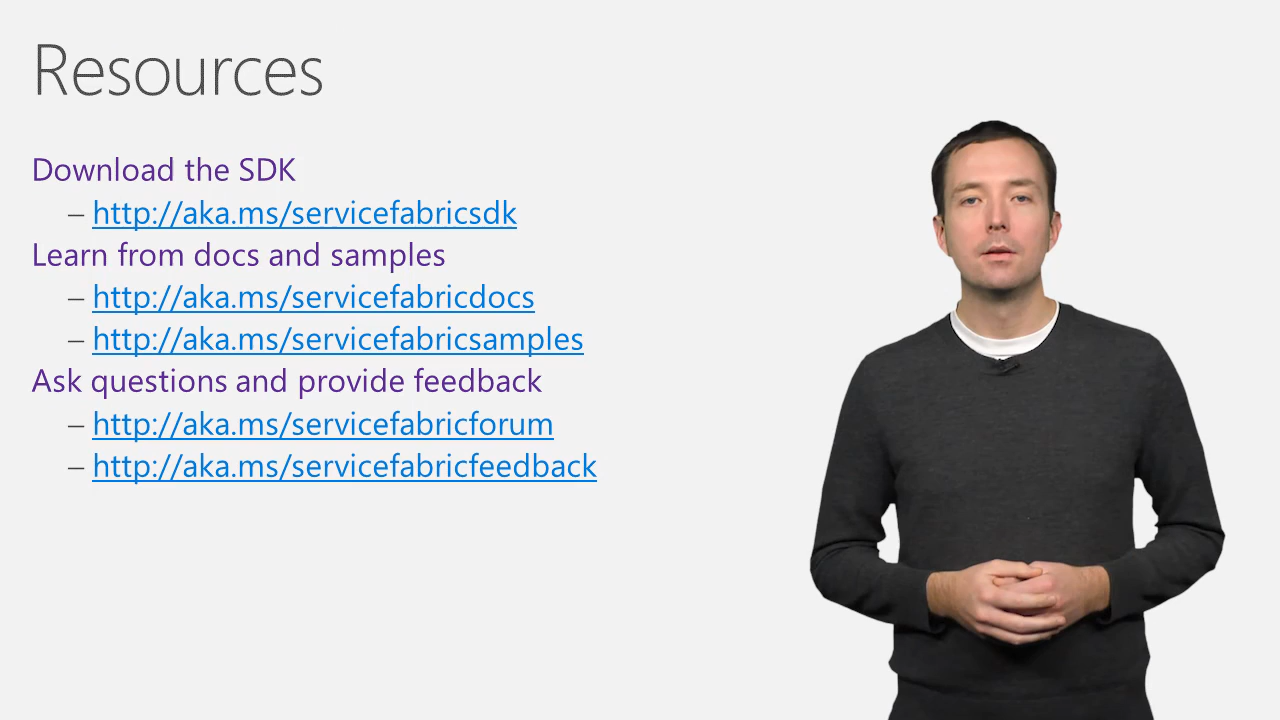 Resources
Download the SDK
– http://aka.ms/servicefabricsdk
Learn from docs and samples
– http://aka.ms/servicefabricdocs
– http://aka.ms/servicefabricsamples
Ask questions and provide feedback
– http://aka.ms/servicefabricforum
– http://aka.ms/servicefabricfeedback